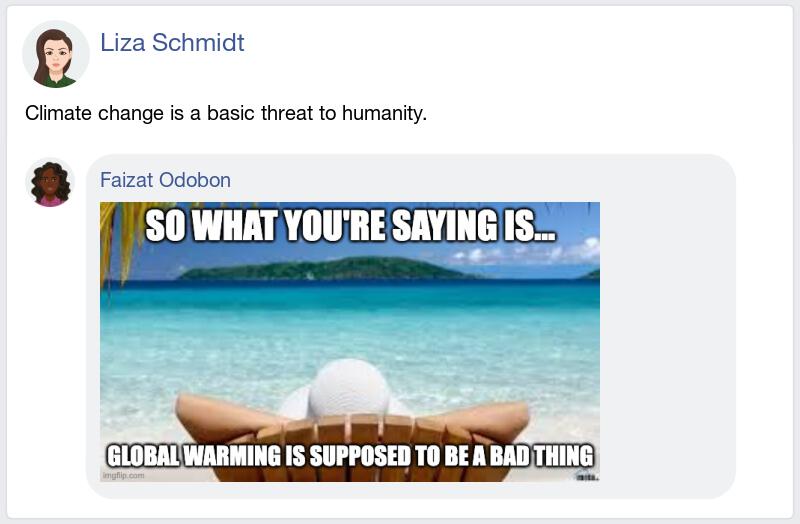 Liza Schmidt
Climate change is a basic threat to humanity.
Faizat Odobon
SO WHAT YOU'RE SAYING IS...
GLOBAL WARMING IS SUPPOSED TO BE A BAD THING
imgflip.com